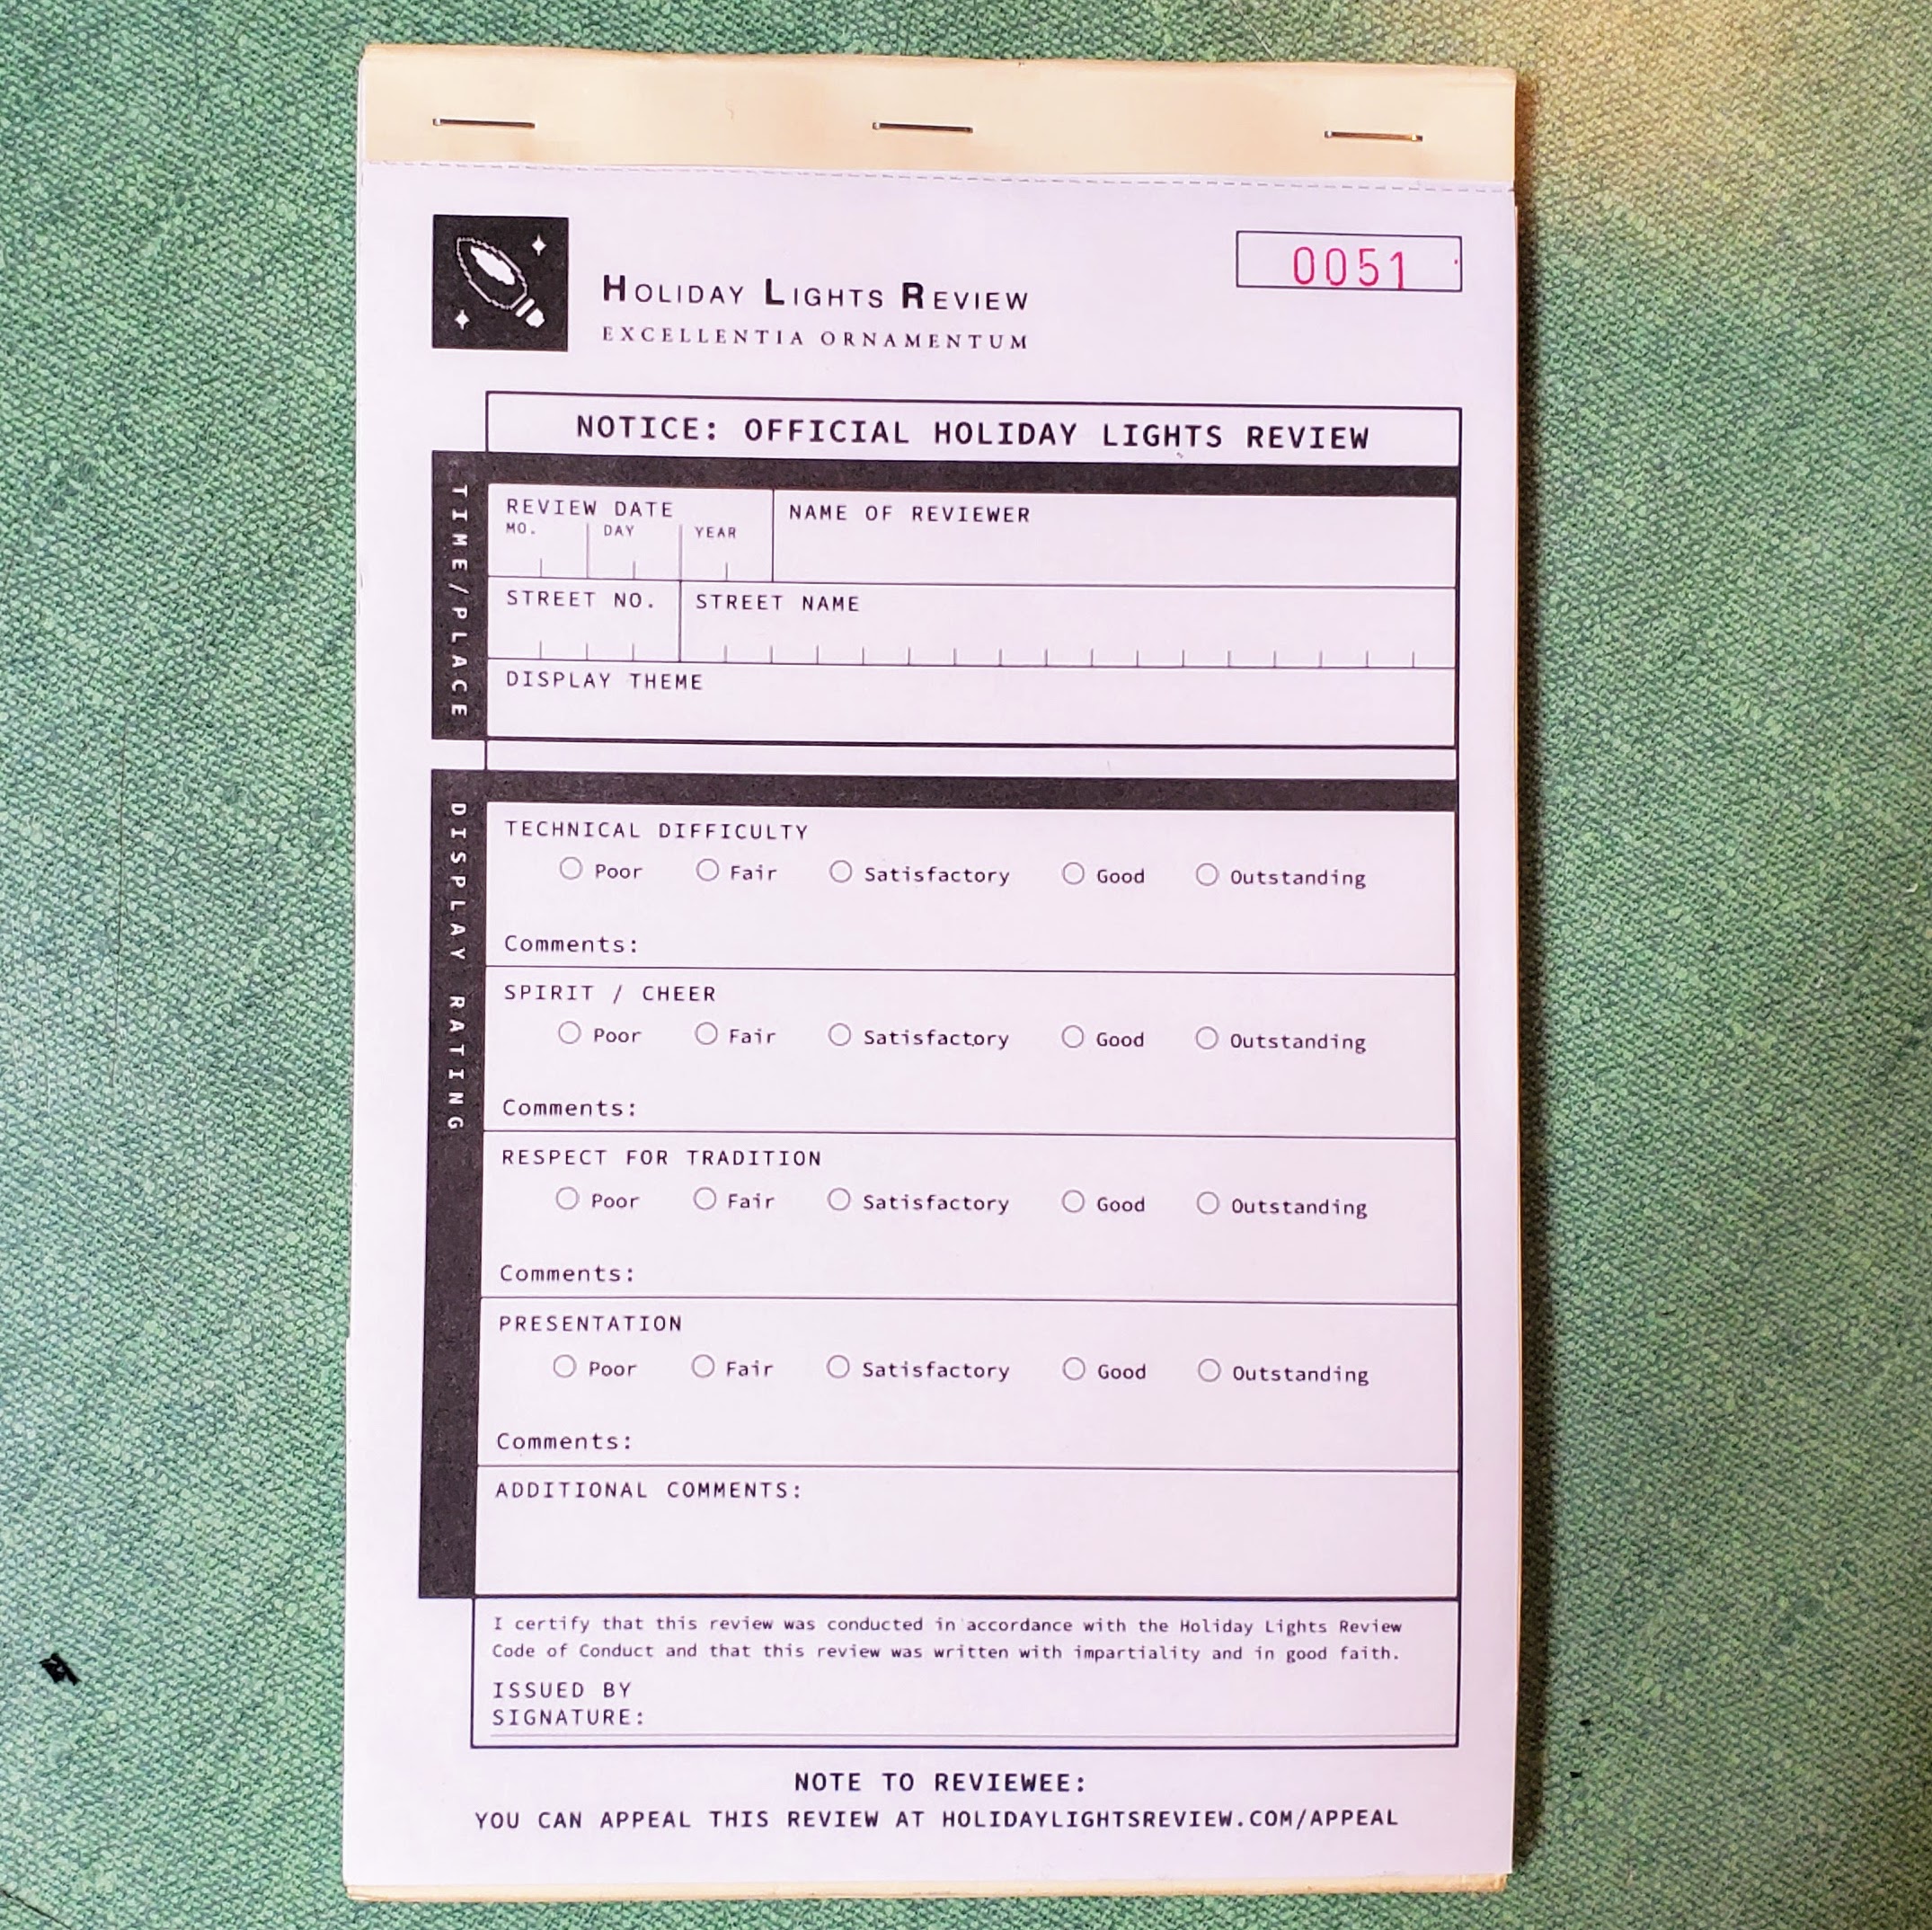 0051
HOLIDAY LIGHTS REVIEW
EXCELLENTIA ORNAMENTUM
NOTICE: OFFICIAL HOLIDAY LIGHTS REVIEW
TIME/PLACE
REVIEW DATE
MO. DAY YEAR
NAME OF REVIEWER
STREET NO. STREET NAME
DISPLAY THEME
DISPLAY RATING
TECHNICAL DIFFICULTY
Poor Fair Satisfactory Good Outstanding
Comments:
SPIRIT / CHEER
Poor Fair Satisfactory Good Outstanding
Comments:
RESPECT FOR TRADITION
Poor Fair Satisfactory Good Outstanding
Comments:
PRESENTATION
Poor Fair Satisfactory Good Outstanding
Comments:
ADDITIONAL COMMENTS:
I certify that this review was conducted in accordance with the Holiday Lights Review
Code of Conduct and that this review was written with impartiality and in good faith.
ISSUED BY
SIGNATURE:
NOTE TO REVIEWEE:
YOU CAN APPEAL THIS REVIEW AT HOLIDAYLIGHTSREVIEW.COM/APPEAL